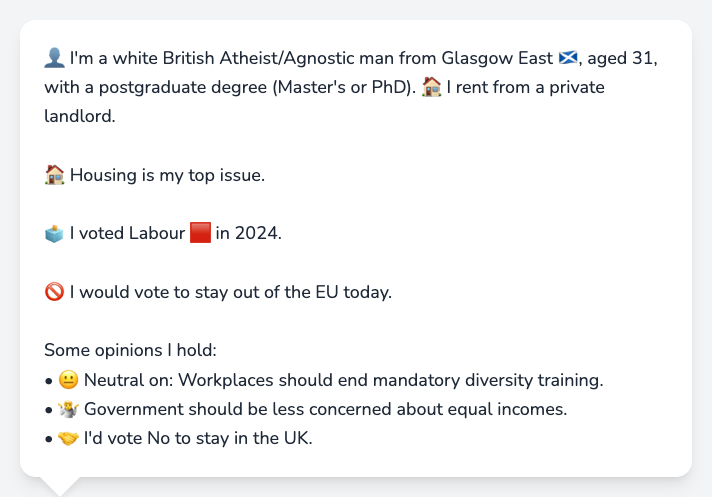 👤 I'm a white British Atheist/Agnostic man from Glasgow East 🏴󠁧󠁢󠁳󠁣󠁴󠁿, aged 31,
with a postgraduate degree (Master's or PhD). 🏠 I rent from a private
landlord.
🏠 Housing is my top issue.
🗳️ I voted Labour 🟥 in 2024.
🚫 I would vote to stay out of the EU today.
Some opinions I hold:
• 😐 Neutral on: Workplaces should end mandatory diversity training.
• 🤷 Government should be less concerned about equal incomes.
• 🤝 I'd vote No to stay in the UK.